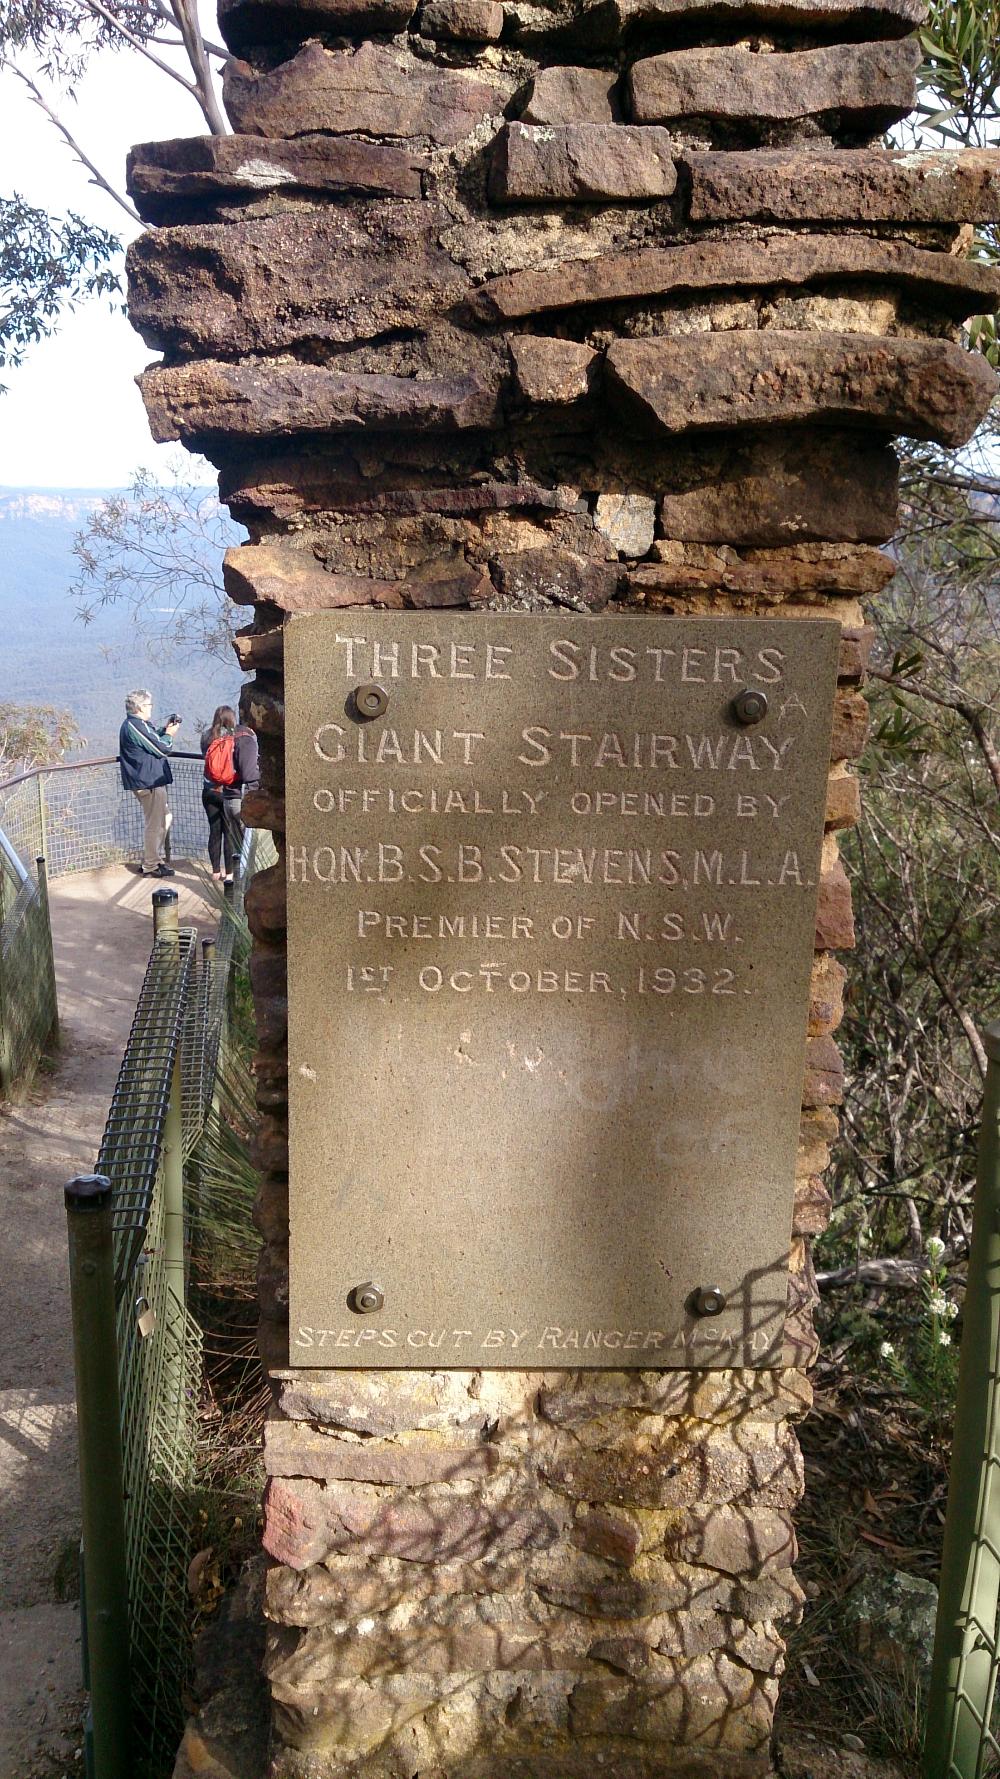 THREE SISTERS
GIANT STAIRWAY
OFFICIALLY OPENED BY
HON. B.S.B. STEVENS, M.L.A.
PREMIER OF N.S.W.
1ST OCTOBER, 1932.
STEPS CUT BY RANGER McKAY